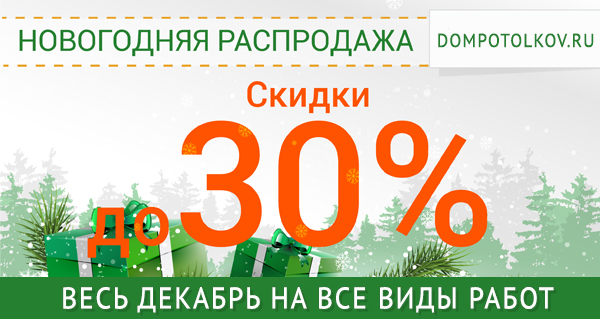 НОВОГОДНЯЯ РАСПРОДАЖА
DOMPOTOLKOV.RU
Скидки
до 30%
ВЕСЬ ДЕКАБРЬ НА ВСЕ ВИДЫ РАБОТ